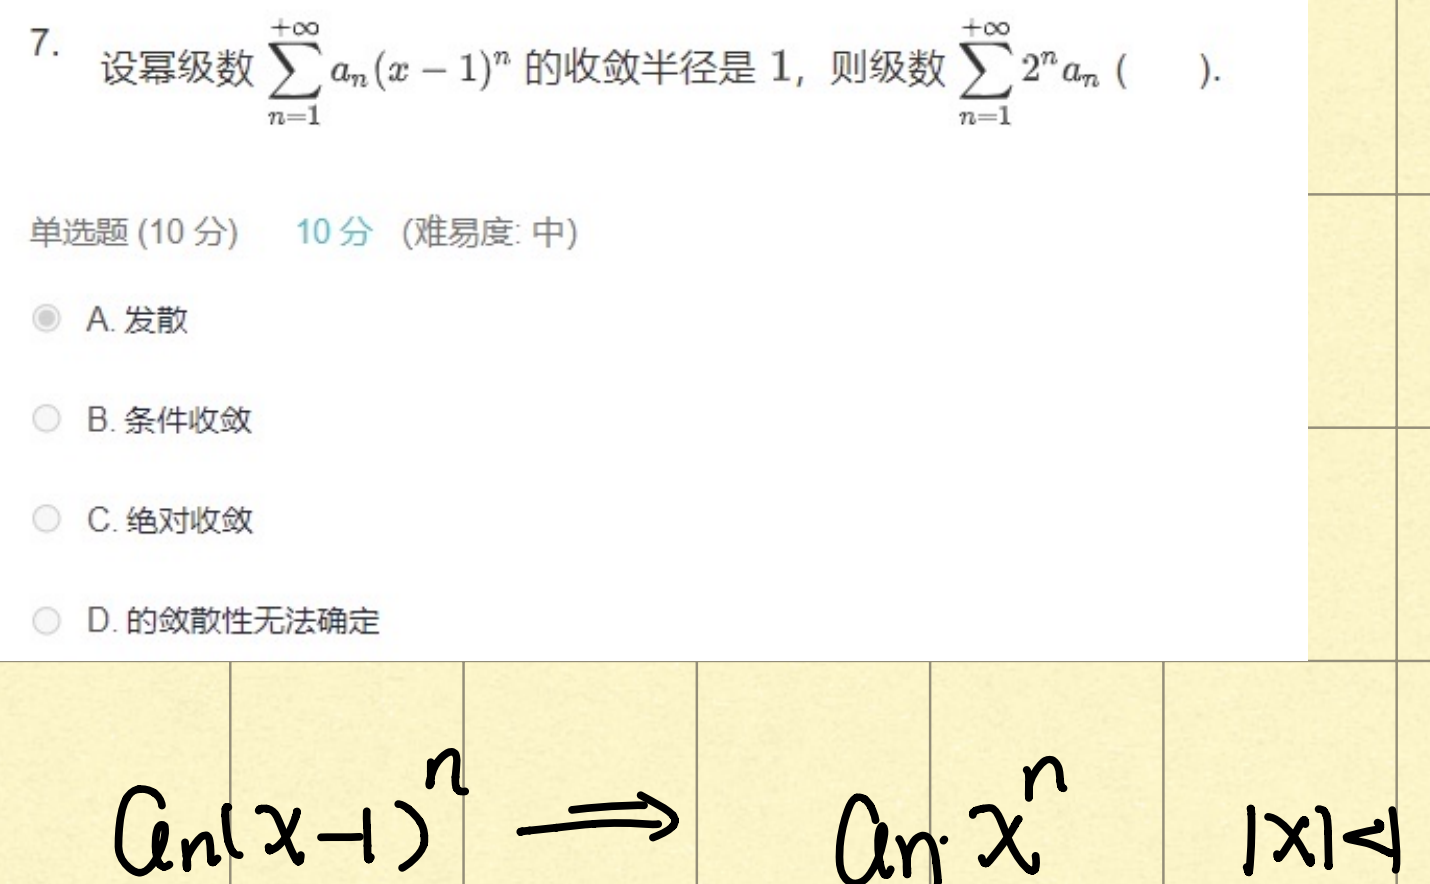 7. 设幂级数 $\sum_{n=1}^{+\infty} a_n(x-1)^n$ 的收敛半径是 1，则级数 $\sum_{n=1}^{+\infty} 2^n a_n$ (      ).
单选题 (10 分) 10 分 (难易度: 中)
A. 发散
B. 条件收敛
C. 绝对收敛
D. 的敛散性无法确定
$a_n(x-1)^n \Longrightarrow a_n \cdot x^n \quad |x|<1$